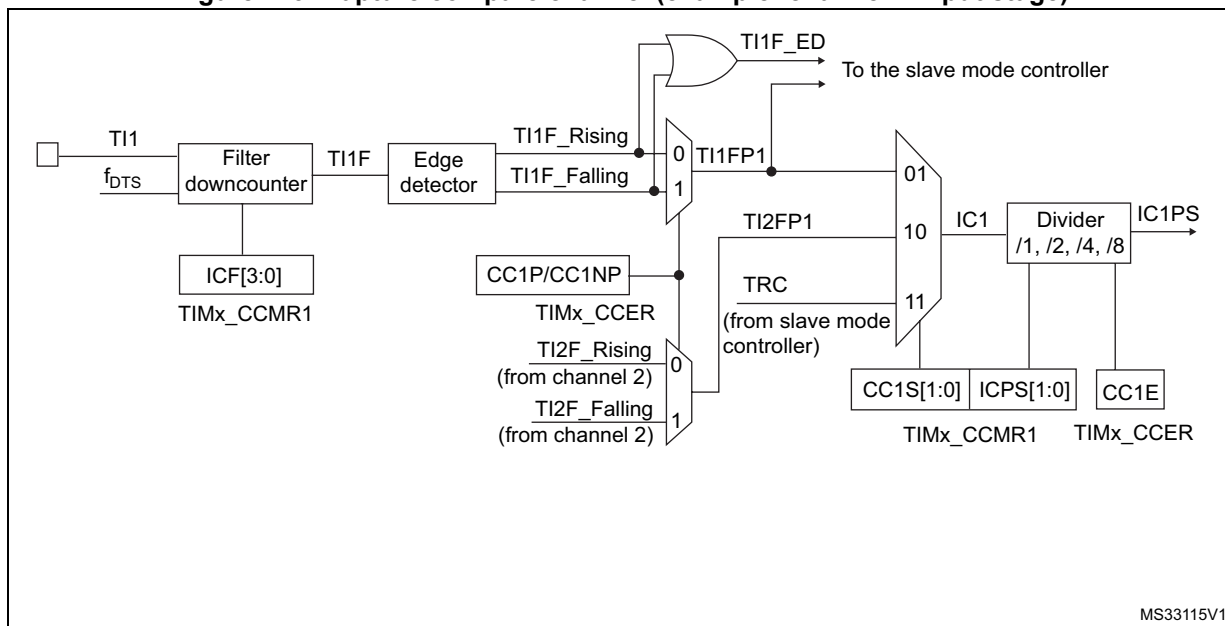 TI1F_ED
To the slave mode controller
TI1
f_DTS
Filter
downcounter
TI1F
Edge
detector
TI1F_Rising
TI1F_Falling
0
1
TI1FP1
01
TI2FP1
10
IC1
Divider
/1, /2, /4, /8
IC1PS
ICF[3:0]
TIMx_CCMR1
CC1P/CC1NP
TIMx_CCER
TRC
11
(from slave mode
controller)
TI2F_Rising
0
(from channel 2)
TI2F_Falling
1
(from channel 2)
CC1S[1:0]
ICPS[1:0]
CC1E
TIMx_CCMR1
TIMx_CCER
MS33115V1